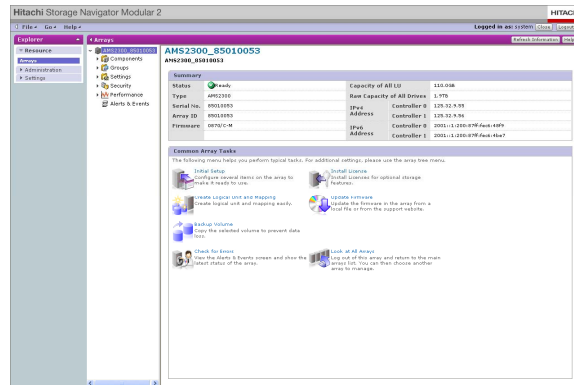 Hitachi Storage Navigator Modular 2
HITACHI
File Go Help
Logged in as: system Close Logout
Explorer
Arrays
Refresh Information Help
Resource
Arrays
Administration
Settings
AMS2300_85010053
Components
Groups
Settings
Security
Performance
Alerts & Events
AMS2300_85010053
AMS2300_85010053
Summary
Status Ready Capacity of All LU 110.0GB
Type AMS2300 Raw Capacity of All Drives 1.9TB
Serial No. 85010053 IPv4 Address Controller 0 125.32.9.55
Array ID 85010053 Controller 1 125.32.9.56
Firmware 0870/C-M IPv6 Address Controller 0
Controller 1
Common Array Tasks
The following menu helps you perform typical tasks. For additional settings, please use the array tree menu.
Initial Setup
Configure several items on the array to make it ready to use.
Install License
Install Licenses for optional storage features.
Create Logical Unit and Mapping
Create logical unit and mapping easily.
Update Firmware
Update the firmware in the array from a local file or from the support website.
Backup Volume
Copy the selected volume to prevent data loss.
Check for Errors
View the Alerts & Events screen and show the latest status of the array.
Look at All Arrays
Log out of this array and return to the main arrays list. You can then choose another array to manage.